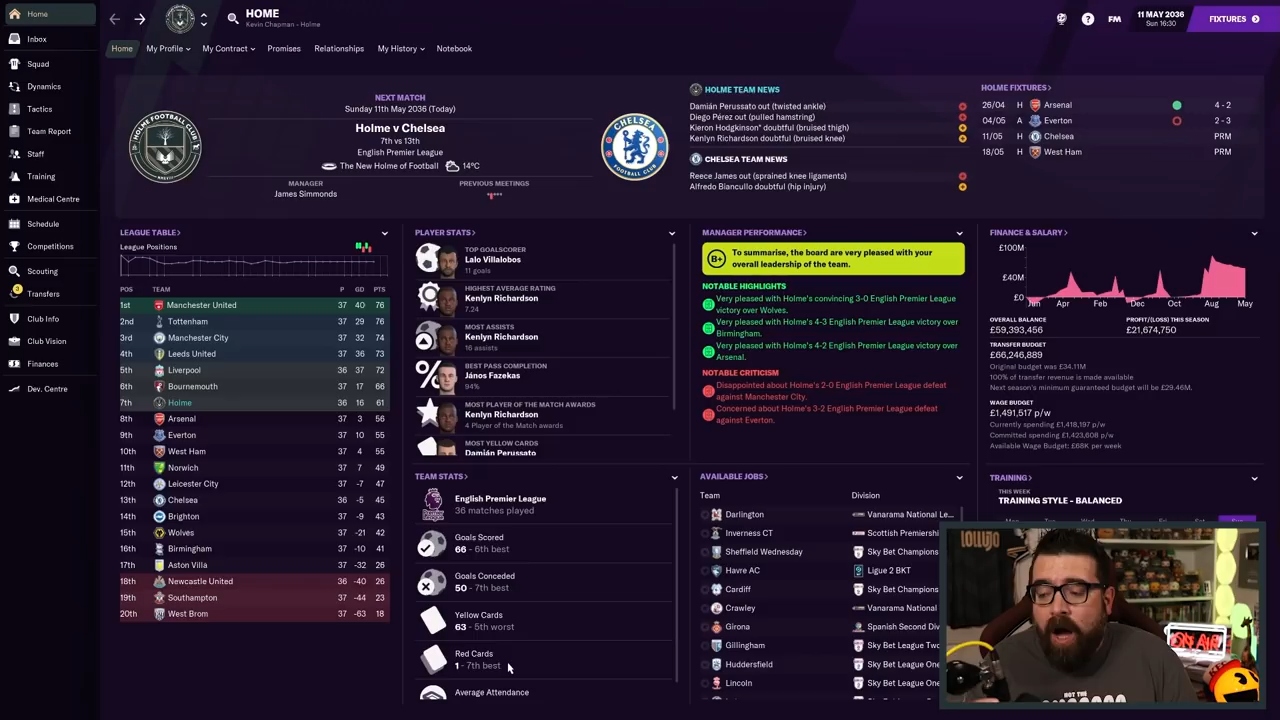 Home
HOME
Kevin Chapman - Holme
11 MAY 2036
Sun 16:30
FM
FIXTURES
Inbox
Squad
Dynamics
Tactics
Team Report
Staff
Training
Medical Centre
Schedule
Competitions
Scouting
3
Transfers
Club Info
Club Vision
Finances
Dev. Centre
Home
My Profile
My Contract
Promises
Relationships
My History
Notebook
HOLME FOOTBALL CLUB
NEXT MATCH
Sunday 11th May 2036 (Today)
Holme v Chelsea
7th vs 13th
English Premier League
The New Holme of Football 14°C
MANAGER
James Simmonds
PREVIOUS MEETINGS
CHELSEA
FOOTBALL CLUB
HOLME TEAM NEWS
Damián Perussato out (twisted ankle)
Diego Pérez out (pulled hamstring)
Kieron Hodgkinson* doubtful (bruised thigh)
Kenlyn Richardson doubtful (bruised knee)
CHELSEA TEAM NEWS
Reece James out (sprained knee ligaments)
Alfredo Biancullo doubtful (hip injury)
HOLME FIXTURES
26/04 H Arsenal 4 - 2
04/05 A Everton 2 - 3
11/05 H Chelsea PRM
18/05 H West Ham PRM
LEAGUE TABLE
League Positions
POS TEAM P GD PTS
1st Manchester United 37 40 76
2nd Tottenham 37 29 76
3rd Manchester City 37 32 74
4th Leeds United 37 36 73
5th Liverpool 37 37 72
6th Bournemouth 37 17 66
7th Holme 36 16 61
8th Arsenal 37 3 56
9th Everton 37 10 55
10th West Ham 37 4 55
11th Norwich 37 7 49
12th Leicester City 37 -7 47
13th Chelsea 36 -5 45
14th Brighton 37 -9 43
15th Wolves 37 -21 42
16th Birmingham 37 -10 41
17th Aston Villa 37 -32 26
18th Newcastle United 36 -40 26
19th Southampton 37 -44 23
20th West Brom 37 -63 18
PLAYER STATS
TOP GOALSCORER
Lalo Villalobos
11 goals
HIGHEST AVERAGE RATING
Kenlyn Richardson
7.24
MOST ASSISTS
Kenlyn Richardson
16 assists
BEST PASS COMPLETION
János Fazekas
94%
MOST PLAYER OF THE MATCH AWARDS
Kenlyn Richardson
4 Player of the Match awards
MOST YELLOW CARDS
Damián Perussato
TEAM STATS
English Premier League
36 matches played
Goals Scored
66 - 6th best
Goals Conceded
50 - 7th best
Yellow Cards
63 - 5th worst
Red Cards
1 - 7th best
Average Attendance
MANAGER PERFORMANCE
B+
To summarise, the board are very pleased with your
overall leadership of the team.
NOTABLE HIGHLIGHTS
Very pleased with Holme's convincing 3-0 English Premier League
victory over Wolves.
Very pleased with Holme's 4-3 English Premier League victory over
Birmingham.
Very pleased with Holme's 4-2 English Premier League victory over
Arsenal.
NOTABLE CRITICISM
Disappointed about Holme's 2-0 English Premier League defeat
against Manchester City.
Concerned about Holme's 3-2 English Premier League defeat
against Everton.
AVAILABLE JOBS
Team Division
Darlington Vanarama National Le...
Inverness CT Scottish Premiersh
Sheffield Wednesday Sky Bet Champions
Havre AC Ligue 2 BKT
Cardiff Sky Bet Champions
Crawley Vanarama National
Girona Spanish Second Div
Gillingham Sky Bet League Two
Huddersfield Sky Bet League One
Lincoln Sky Bet League One
FINANCE & SALARY
£100M
£40M
£0
Jun Apr Feb Dec Oct Aug May
OVERALL BALANCE
£59,393,456
PROFIT/(LOSS) THIS SEASON
£21,674,750
TRANSFER BUDGET
£66,246,889
Original budget was £34.11M
100% of transfer revenue is made available
Next season's minimum guaranteed budget will be £29.46M.
WAGE BUDGET
£1,491,517 p/w
Currently spending £1,418,197 p/w
Committed spending £1,423,608 p/w
Available Wage Budget: £68K per week
TRAINING
THIS WEEK
TRAINING STYLE - BALANCED
lollujo
ON AIR
NOT THE